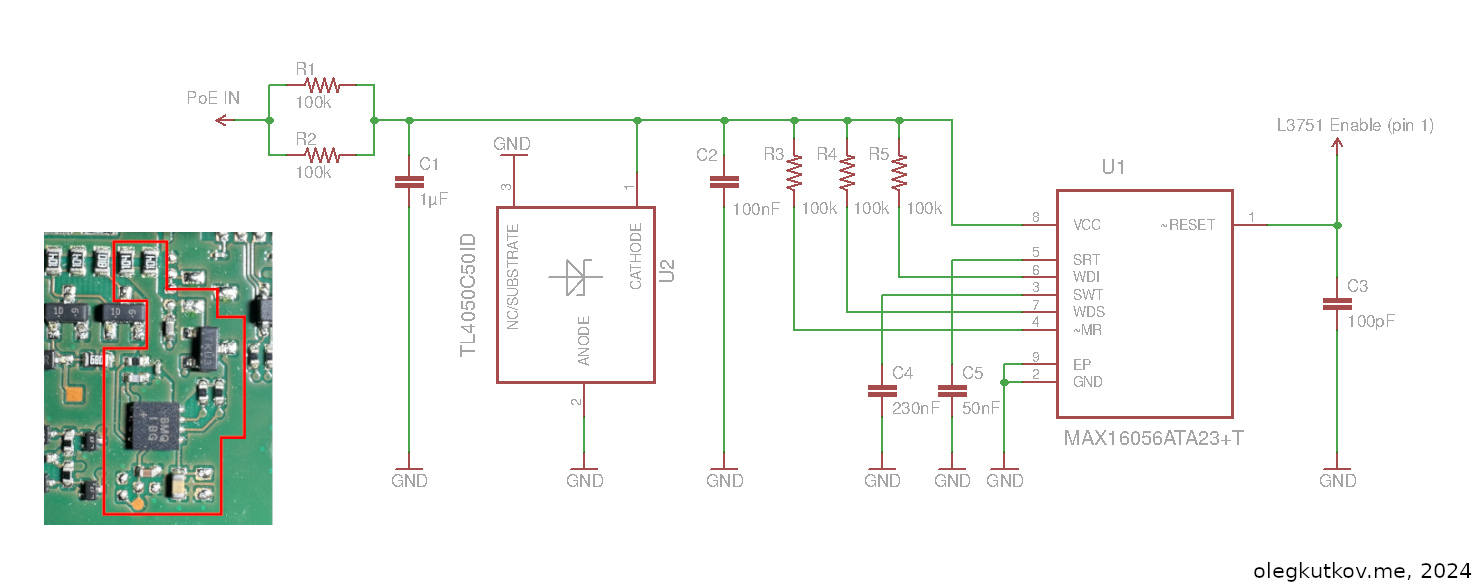 R1
100k
PoE IN
R2
100k
C1
1µF
GND
3
1
NC/SUBSTRATE
CATHODE
ANODE
2
TL4050C50ID
U2
GND
GND
C2
100nF
GND
R3
100k
R4
100k
R5
100k
L3751 Enable (pin 1)
U1
8 VCC
~RESET 1
5 SRT
6 WDI
3 SWT
7 WDS
4 ~MR
9 EP
2 GND
MAX16056ATA23+T
C3
100pF
C4
230nF
C5
50nF
GND
GND
GND
GND
BMQ
olegkutkov.me, 2024